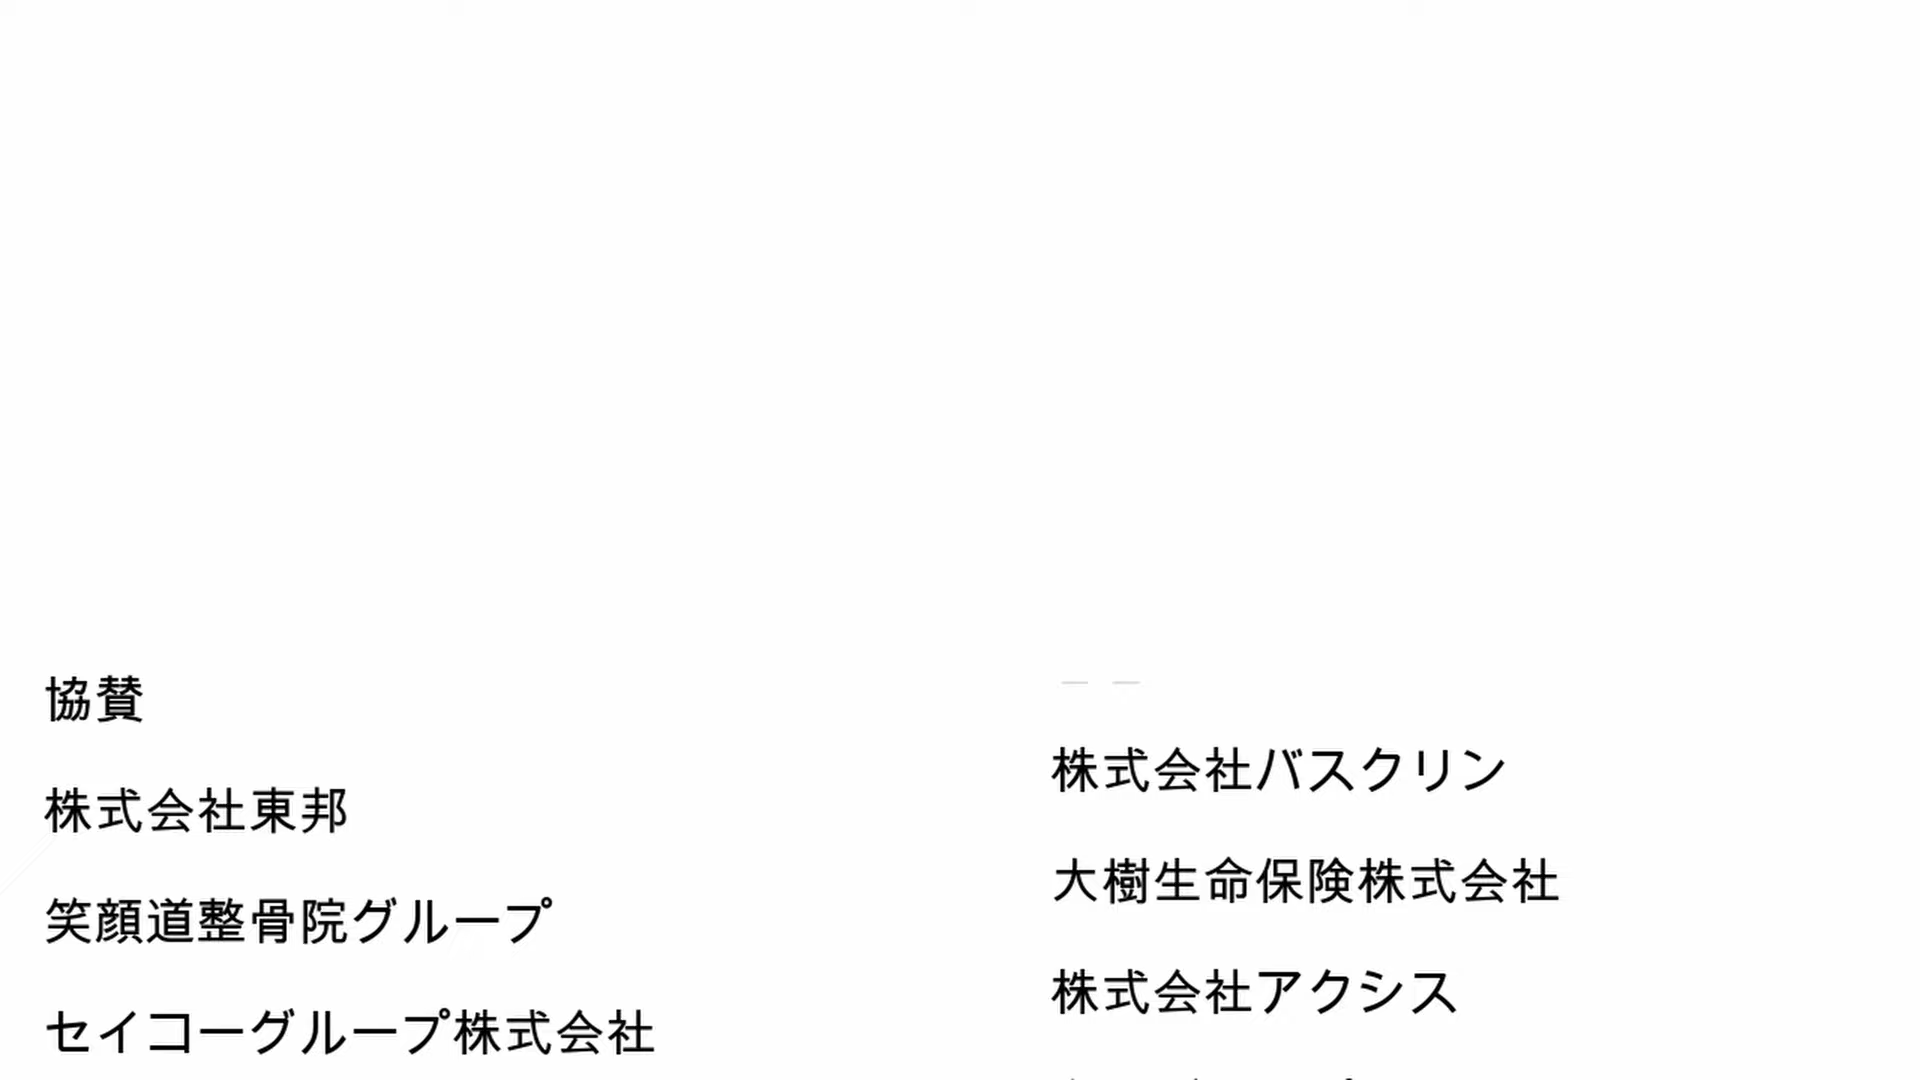 協賛
株式会社東邦
笑顔道整骨院グループ
セイコーグループ株式会社
株式会社バスクリン
大樹生命保険株式会社
株式会社アクシス